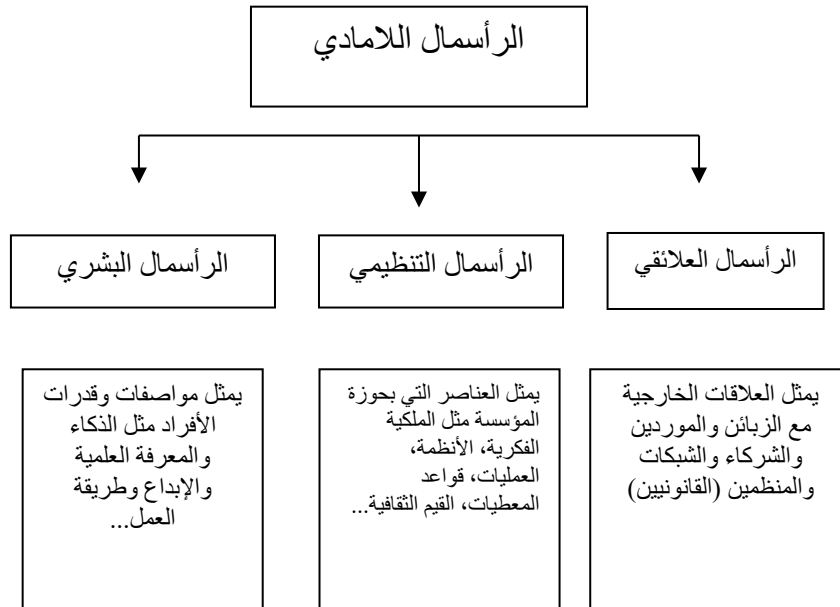 الرأسمال اللامادي
الرأسمال العلائقي
الرأسمال التنظيمي
الرأسمال البشري
يمثل العلاقات الخارجية
مع الزبائن والموردين
والشركاء والشبكات
والمنظمين (القانونيين)
يمثل العناصر التي بحوزة
المؤسسة مثل الملكية
الفكرية، الأنظمة،
العمليات، قواعد
المعطيات، القيم الثقافية...
يمثل مواصفات وقدرات
الأفراد مثل الذكاء
والمعرفة العلمية
والإبداع وطريقة
العمل...